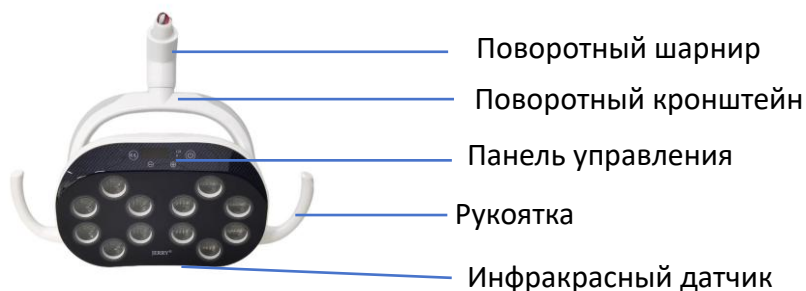 Поворотный шарнир
Поворотный кронштейн
Панель управления
Рукоятка
Инфракрасный датчик